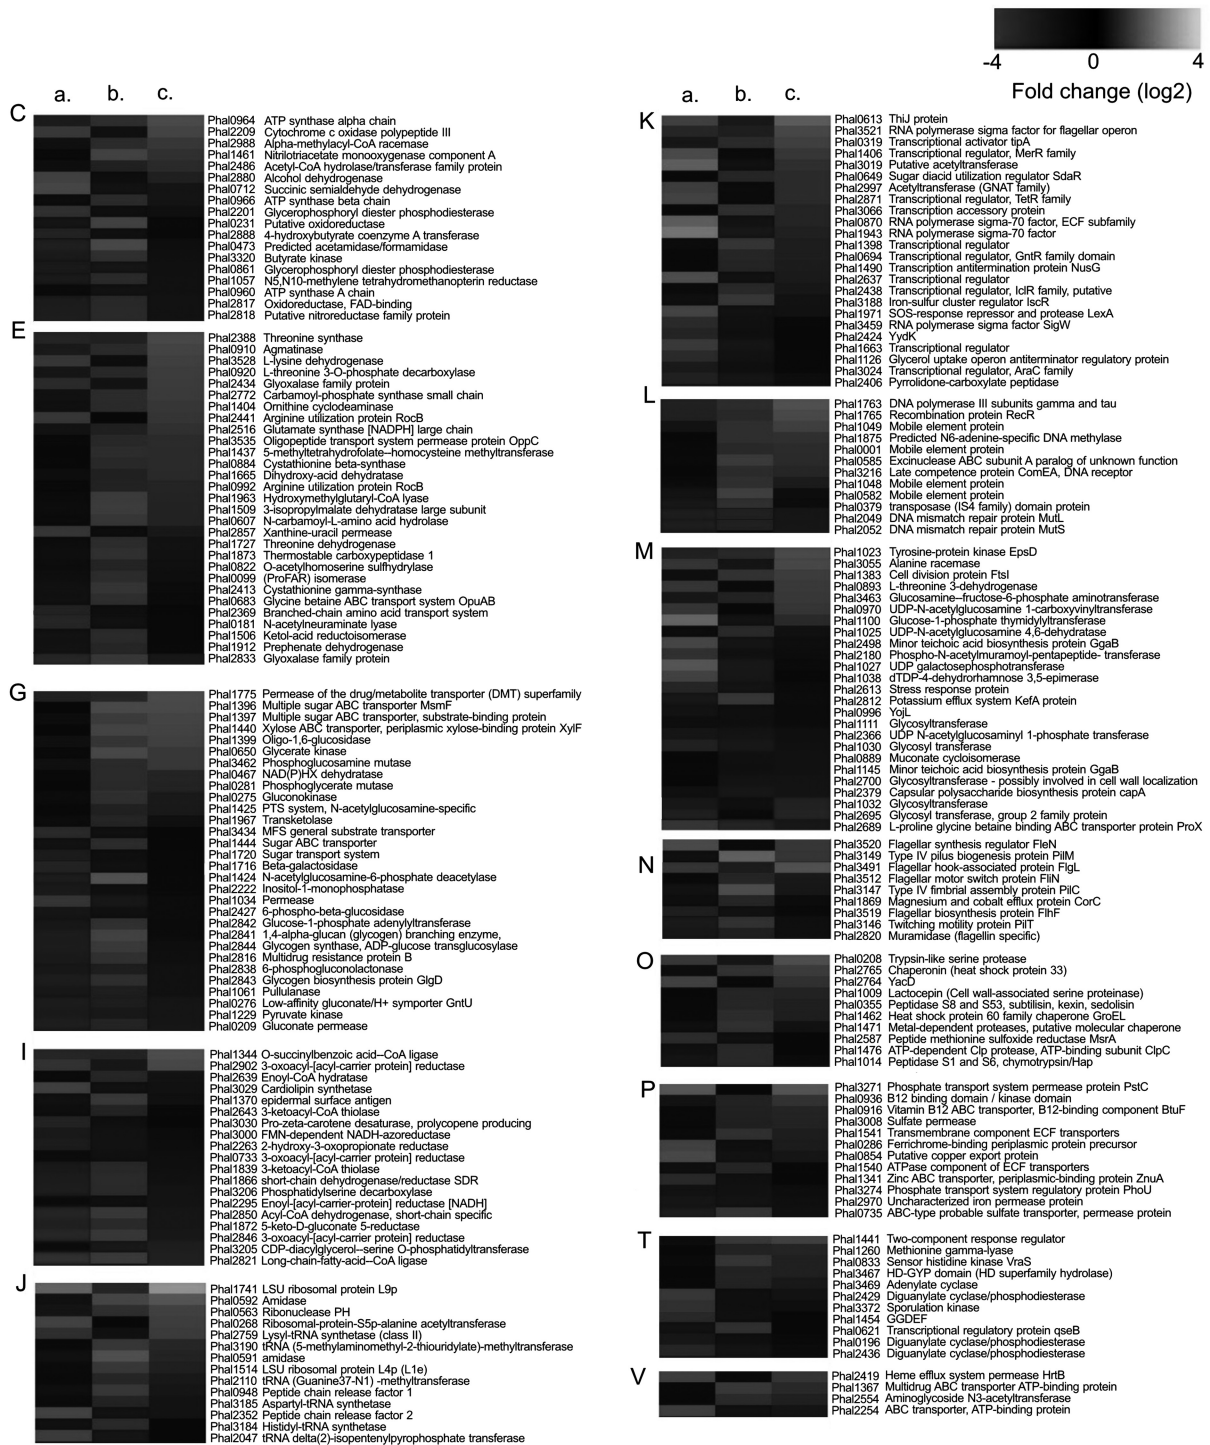 -4 0 4
Fold change (log2)
a. b. c.
C
Phal0964 ATP synthase alpha chain
Phal2209 Cytochrome c oxidase polypeptide III
Phal2988 Alpha-methylacyl-CoA racemase
Phal1461 Nitrilotriacetate monooxygenase component A
Phal2486 Acetyl-CoA hydrolase/transferase family protein
Phal2880 Alcohol dehydrogenase
Phal0712 Succinic semialdehyde dehydrogenase
Phal0966 ATP synthase beta chain
Phal2201 Glycerophosphoryl diester phosphodiesterase
Phal0231 Putative oxidoreductase
Phal2888 4-hydroxybutyrate coenzyme A transferase
Phal0473 Predicted acetamidase/formamidase
Phal3320 Butyrate kinase
Phal0861 Glycerophosphoryl diester phosphodiesterase
Phal1057 N5,N10-methylene tetrahydromethanopterin reductase
Phal0960 ATP synthase A chain
Phal2817 Oxidoreductase, FAD-binding
Phal2818 Putative nitroreductase family protein
E
Phal2388 Threonine synthase
Phal0910 Agmatinase
Phal3528 L-lysine dehydrogenase
Phal0920 L-threonine 3-O-phosphate decarboxylase
Phal2434 Glyoxalase family protein
Phal2772 Carbamoyl-phosphate synthase small chain
Phal1404 Ornithine cyclodeaminase
Phal2441 Arginine utilization protein RocB
Phal2516 Glutamate synthase [NADPH] large chain
Phal3535 Oligopeptide transport system permease protein OppC
Phal1437 5-methyltetrahydrofolate--homocysteine methyltransferase
Phal0884 Cystathionine beta-synthase
Phal1665 Dihydroxy-acid dehydratase
Phal0992 Arginine utilization protein RocB
Phal1963 Hydroxymethylglutaryl-CoA lyase
Phal1509 3-isopropylmalate dehydratase large subunit
Phal0607 N-carbamoyl-L-amino acid hydrolase
Phal2857 Xanthine-uracil permease
Phal1727 Threonine dehydrogenase
Phal1873 Thermostable carboxypeptidase 1
Phal0822 O-acetylhomoserine sulfhydrylase
Phal0099 (ProFAR) isomerase
Phal2413 Cystathionine gamma-synthase
Phal0683 Glycine betaine ABC transport system OpuAB
Phal2369 Branched-chain amino acid transport system
Phal0181 N-acetylneuraminate lyase
Phal1506 Ketol-acid reductoisomerase
Phal1912 Prephenate dehydrogenase
Phal2833 Glyoxalase family protein
G
Phal1775 Permease of the drug/metabolite transporter (DMT) superfamily
Phal1396 Multiple sugar ABC transporter MsmF
Phal1397 Multiple sugar ABC transporter, substrate-binding protein
Phal1440 Xylose ABC transporter, periplasmic xylose-binding protein XylF
Phal1399 Oligo-1,6-glucosidase
Phal0650 Glycerate kinase
Phal3462 Phosphoglucosamine mutase
Phal0467 NAD(P)HX dehydratase
Phal0281 Phosphoglycerate mutase
Phal0275 Gluconokinase
Phal1425 PTS system, N-acetylglucosamine-specific
Phal1967 Transketolase
Phal3434 MFS general substrate transporter
Phal1444 Sugar ABC transporter
Phal1720 Sugar transport system
Phal1716 Beta-galactosidase
Phal1424 N-acetylglucosamine-6-phosphate deacetylase
Phal2222 Inositol-1-monophosphatase
Phal1034 Permease
Phal2427 6-phospho-beta-glucosidase
Phal2842 Glucose-1-phosphate adenylyltransferase
Phal2841 1,4-alpha-glucan (glycogen) branching enzyme,
Phal2844 Glycogen synthase, ADP-glucose transglucosylase
Phal2816 Multidrug resistance protein B
Phal2838 6-phosphogluconolactonase
Phal2843 Glycogen biosynthesis protein GlgD
Phal1061 Pullulanase
Phal0276 Low-affinity gluconate/H+ symporter GntU
Phal1229 Pyruvate kinase
Phal0209 Gluconate permease
I
Phal1344 O-succinylbenzoic acid--CoA ligase
Phal2902 3-oxoacyl-[acyl-carrier protein] reductase
Phal2639 Enoyl-CoA hydratase
Phal3029 Cardiolipin synthetase
Phal1370 epidermal surface antigen
Phal2643 3-ketoacyl-CoA thiolase
Phal3030 Pro-zeta-carotene desaturase, prolycopene producing
Phal3000 FMN-dependent NADH-azoreductase
Phal2263 2-hydroxy-3-oxopropionate reductase
Phal0733 3-oxoacyl-[acyl-carrier protein] reductase
Phal1839 3-ketoacyl-CoA thiolase
Phal1866 short-chain dehydrogenase/reductase SDR
Phal3206 Phosphatidylserine decarboxylase
Phal2295 Enoyl-[acyl-carrier-protein] reductase [NADH]
Phal2850 Acyl-CoA dehydrogenase, short-chain specific
Phal1872 5-keto-D-gluconate 5-reductase
Phal2846 3-oxoacyl-[acyl-carrier protein] reductase
Phal3205 CDP-diacylglycerol--serine O-phosphatidyltransferase
Phal2821 Long-chain-fatty-acid--CoA ligase
J
Phal1741 LSU ribosomal protein L9p
Phal0592 Amidase
Phal0563 Ribonuclease PH
Phal0268 Ribosomal-protein-S5p-alanine acetyltransferase
Phal2759 Lysyl-tRNA synthetase (class II)
Phal3190 tRNA (5-methylaminomethyl-2-thiouridylate)-methyltransferase
Phal0591 amidase
Phal1514 LSU ribosomal protein L4p (L1e)
Phal2110 tRNA (Guanine37-N1) -methyltransferase
Phal0948 Peptide chain release factor 1
Phal3185 Aspartyl-tRNA synthetase
Phal2352 Peptide chain release factor 2
Phal3184 Histidyl-tRNA synthetase
Phal2047 tRNA delta(2)-isopentenylpyrophosphate transferase
a. b. c.
K
Phal0613 ThiJ protein
Phal3521 RNA polymerase sigma factor for flagellar operon
Phal0319 Transcriptional activator tipA
Phal1406 Transcriptional regulator, MerR family
Phal3019 Putative acetyltransferase
Phal0649 Sugar diacid utilization regulator SdaR
Phal2997 Acetyltransferase (GNAT family)
Phal2871 Transcriptional regulator, TetR family
Phal3066 Transcription accessory protein
Phal0870 RNA polymerase sigma-70 factor, ECF subfamily
Phal1943 RNA polymerase sigma-70 factor
Phal1398 Transcriptional regulator
Phal0694 Transcriptional regulator, GntR family domain
Phal1490 Transcription antitermination protein NusG
Phal2637 Transcriptional regulator
Phal2438 Transcriptional regulator, IclR family, putative
Phal3188 Iron-sulfur cluster regulator IscR
Phal1971 SOS-response repressor and protease LexA
Phal3459 RNA polymerase sigma factor SigW
Phal2424 YydK
Phal1663 Transcriptional regulator
Phal1126 Glycerol uptake operon antiterminator regulatory protein
Phal3024 Transcriptional regulator, AraC family
Phal2406 Pyrrolidone-carboxylate peptidase
L
Phal1763 DNA polymerase III subunits gamma and tau
Phal1765 Recombination protein RecR
Phal1049 Mobile element protein
Phal1875 Predicted N6-adenine-specific DNA methylase
Phal0001 Mobile element protein
Phal0585 Excinuclease ABC subunit A paralog of unknown function
Phal3216 Late competence protein ComEA, DNA receptor
Phal1048 Mobile element protein
Phal0582 Mobile element protein
Phal0379 transposase (IS4 family) domain protein
Phal2049 DNA mismatch repair protein MutL
Phal2052 DNA mismatch repair protein MutS
M
Phal1023 Tyrosine-protein kinase EpsD
Phal3055 Alanine racemase
Phal1383 Cell division protein FtsI
Phal0893 L-threonine 3-dehydrogenase
Phal3463 Glucosamine--fructose-6-phosphate aminotransferase
Phal0970 UDP-N-acetylglucosamine 1-carboxyvinyltransferase
Phal1100 Glucose-1-phosphate thymidylyltransferase
Phal1025 UDP-N-acetylglucosamine 4,6-dehydratase
Phal2498 Minor teichoic acid biosynthesis protein GgaB
Phal2180 Phospho-N-acetylmuramoyl-pentapeptide- transferase
Phal1027 UDP galactosephosphotransferase
Phal1038 dTDP-4-dehydrorhamnose 3,5-epimerase
Phal2613 Stress response protein
Phal2812 Potassium efflux system KefA protein
Phal0996 YojL
Phal1111 Glycosyltransferase
Phal2366 UDP N-acetylglucosaminyl 1-phosphate transferase
Phal1030 Glycosyl transferase
Phal0889 Muconate cycloisomerase
Phal1145 Minor teichoic acid biosynthesis protein GgaB
Phal2700 Glycosyltransferase - possibly involved in cell wall localization
Phal2379 Capsular polysaccharide biosynthesis protein capA
Phal1032 Glycosyltransferase
Phal2695 Glycosyl transferase, group 2 family protein
Phal2689 L-proline glycine betaine binding ABC transporter protein ProX
N
Phal3520 Flagellar synthesis regulator FleN
Phal3149 Type IV pilus biogenesis protein PilM
Phal3491 Flagellar hook-associated protein FlgL
Phal3512 Flagellar motor switch protein FliN
Phal3147 Type IV fimbrial assembly protein PilC
Phal1869 Magnesium and cobalt efflux protein CorC
Phal3519 Flagellar biosynthesis protein FlhF
Phal3146 Twitching motility protein PilT
Phal2820 Muramidase (flagellin specific)
O
Phal0208 Trypsin-like serine protease
Phal2765 Chaperonin (heat shock protein 33)
Phal2764 YacD
Phal1009 Lactocepin (Cell wall-associated serine proteinase)
Phal0355 Peptidase S8 and S53, subtilisin, kexin, sedolisin
Phal1462 Heat shock protein 60 family chaperone GroEL
Phal1471 Metal-dependent proteases, putative molecular chaperone
Phal2587 Peptide methionine sulfoxide reductase MsrA
Phal1476 ATP-dependent Clp protease, ATP-binding subunit ClpC
Phal1014 Peptidase S1 and S6, chymotrypsin/Hap
P
Phal3271 Phosphate transport system permease protein PstC
Phal0936 B12 binding domain / kinase domain
Phal0916 Vitamin B12 ABC transporter, B12-binding component BtuF
Phal3008 Sulfate permease
Phal1541 Transmembrane component ECF transporters
Phal0286 Ferrichrome-binding periplasmic protein precursor
Phal0854 Putative copper export protein
Phal1540 ATPase component of ECF transporters
Phal1341 Zinc ABC transporter, periplasmic-binding protein ZnuA
Phal3274 Phosphate transport system regulatory protein PhoU
Phal2970 Uncharacterized iron permease protein
Phal0735 ABC-type probable sulfate transporter, permease protein
T
Phal1441 Two-component response regulator
Phal1260 Methionine gamma-lyase
Phal0833 Sensor histidine kinase VraS
Phal3467 HD-GYP domain (HD superfamily hydrolase)
Phal3469 Adenylate cyclase
Phal2429 Diguanylate cyclase/phosphodiesterase
Phal3372 Sporulation kinase
Phal1454 GGDEF
Phal0621 Transcriptional regulatory protein qseB
Phal0196 Diguanylate cyclase/phosphodiesterase
Phal2436 Diguanylate cyclase/phosphodiesterase
V
Phal2419 Heme efflux system permease HrtB
Phal1367 Multidrug ABC transporter ATP-binding protein
Phal2554 Aminoglycoside N3-acetyltransferase
Phal2254 ABC transporter, ATP-binding protein